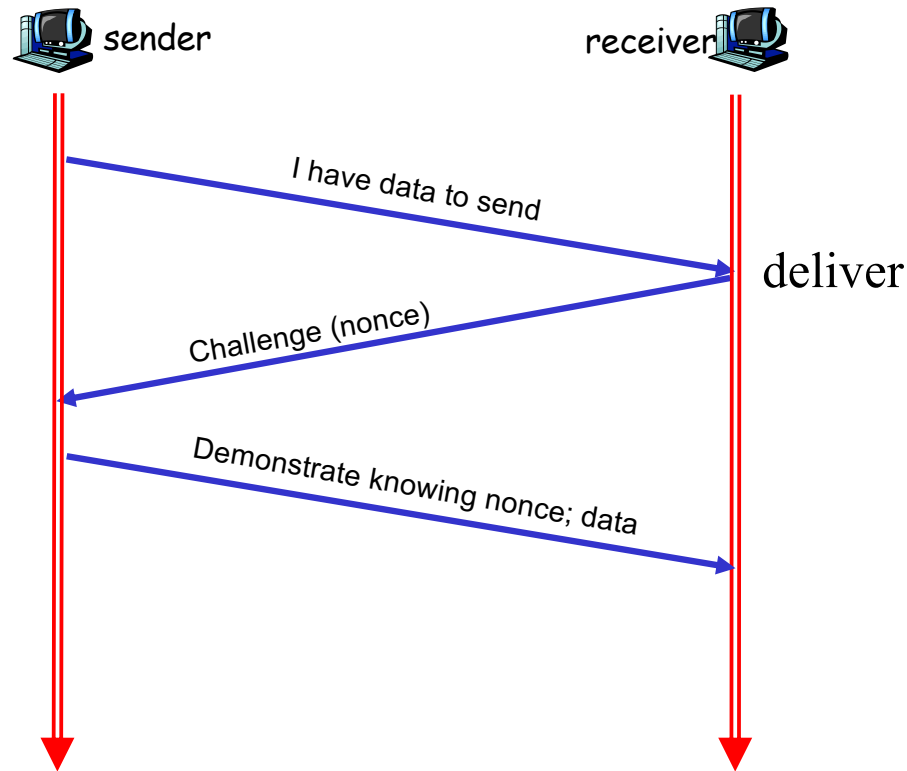 sender
receiver
I have data to send
deliver
Challenge (nonce)
Demonstrate knowing nonce; data